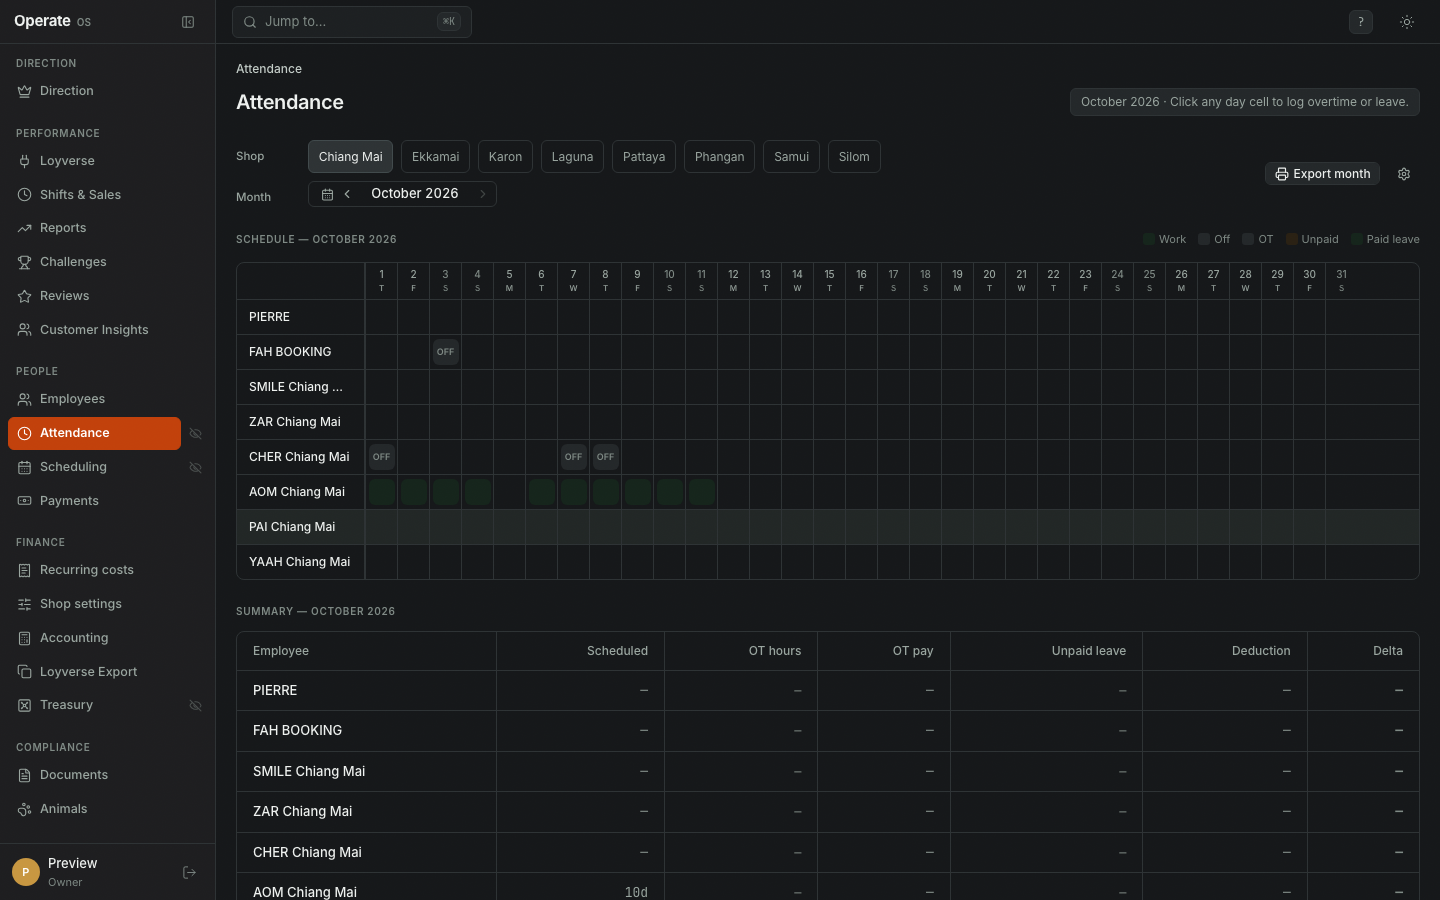 Operate OS
Jump to...
⌘K
?
DIRECTION
Direction
PERFORMANCE
Loyverse
Shifts & Sales
Reports
Challenges
Reviews
Customer Insights
PEOPLE
Employees
Attendance
Scheduling
Payments
FINANCE
Recurring costs
Shop settings
Accounting
Loyverse Export
Treasury
COMPLIANCE
Documents
Animals
P
Preview
Owner
Attendance
Attendance
October 2026 · Click any day cell to log overtime or leave.
Shop
Chiang Mai Ekkamai Karon Laguna Pattaya Phangan Samui Silom
Month
October 2026
Export month
SCHEDULE — OCTOBER 2026
Work Off OT Unpaid Paid leave
1 2 3 4 5 6 7 8 9 10 11 12 13 14 15 16 17 18 19 20 21 22 23 24 25 26 27 28 29 30 31
T F S S M T W T F S S M T W T F S S M T W T F S S M T W T F S
PIERRE
FAH BOOKING OFF
SMILE Chiang ...
ZAR Chiang Mai
CHER Chiang Mai OFF OFF OFF
AOM Chiang Mai
PAI Chiang Mai
YAAH Chiang Mai
SUMMARY — OCTOBER 2026
Employee Scheduled OT hours OT pay Unpaid leave Deduction Delta
PIERRE — — — — — —
FAH BOOKING — — — — — —
SMILE Chiang Mai — — — — — —
ZAR Chiang Mai — — — — — —
CHER Chiang Mai — — — — — —
AOM Chiang Mai 10d — — — — —